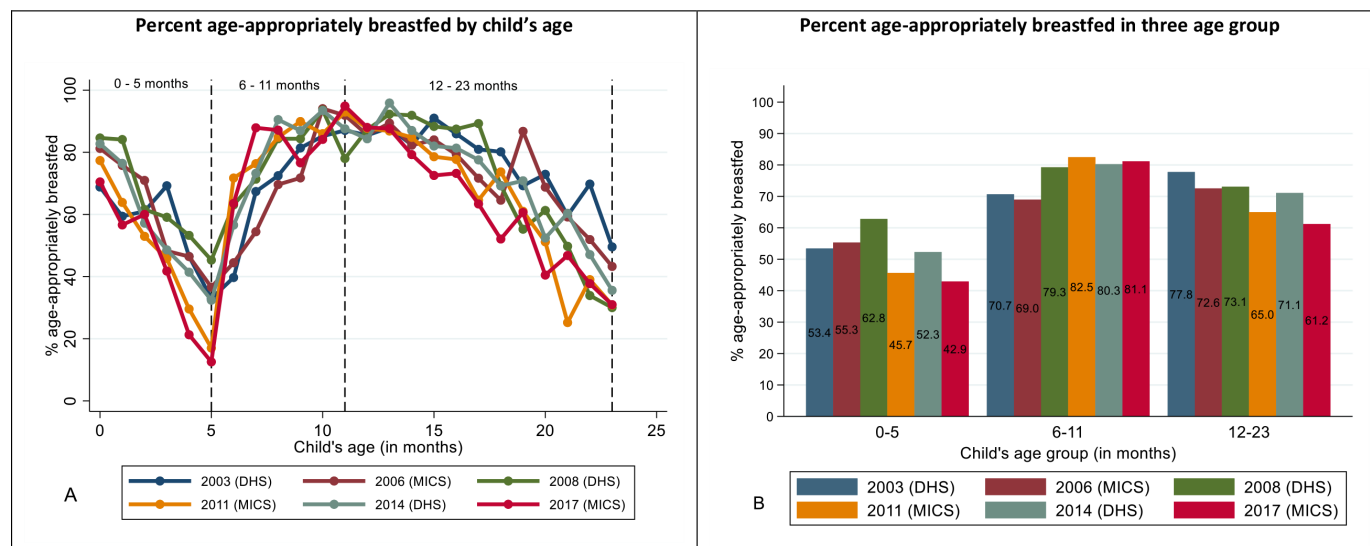 Percent age-appropriately breastfed by child's age
0 - 5 months 6 - 11 months 12 - 23 months
% age-appropriately breastfed
100
80
60
40
20
0
0 5 10 15 20 25
Child's age (in months)
A
2003 (DHS) 2006 (MICS) 2008 (DHS)
2011 (MICS) 2014 (DHS) 2017 (MICS)
Percent age-appropriately breastfed in three age group
% age-appropriately breastfed
100
90
80
70
60
50
40
30
20
10
0
53.4 55.3 62.8 45.7 52.3 42.9
70.7 69.0 79.3 82.5 80.3 81.1
77.8 72.6 73.1 65.0 71.1 61.2
0-5 6-11 12-23
Child's age group (in months)
B
2003 (DHS) 2006 (MICS) 2008 (DHS)
2011 (MICS) 2014 (DHS) 2017 (MICS)